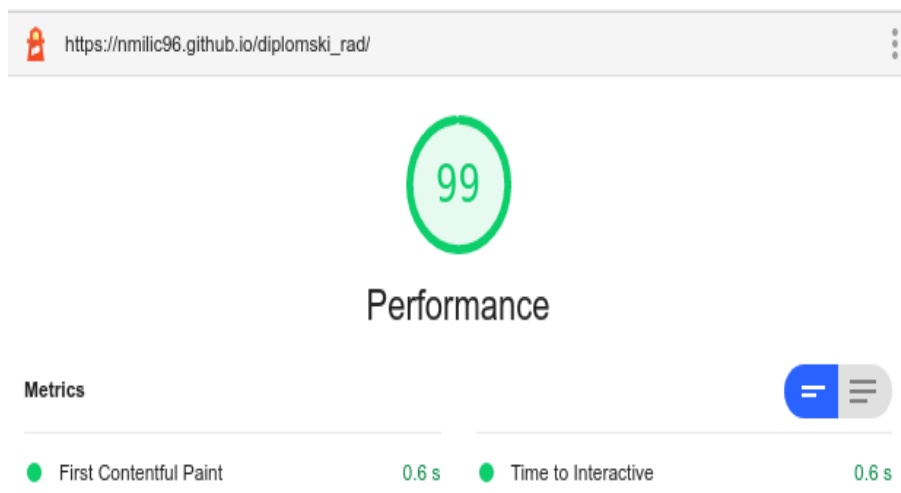 https://nmilic96.github.io/diplomski_rad/
99
Performance
Metrics
First Contentful Paint 0.6 s
Time to Interactive 0.6 s